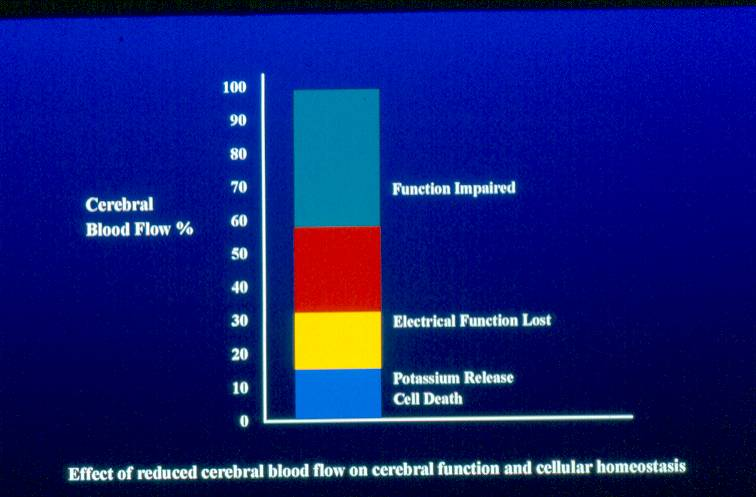 100
90
80
70
60
50
40
30
20
10
0
Cerebral
Blood Flow %
Function Impaired
Electrical Function Lost
Potassium Release
Cell Death
Effect of reduced cerebral blood flow on cerebral function and cellular homeostasis